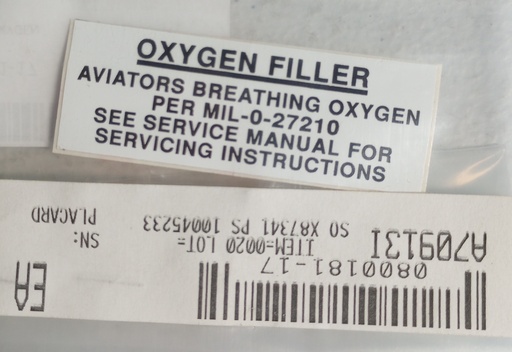 OXYGEN FILLER
AVIATORS BREATHING OXYGEN
PER MIL-0-27210
SEE SERVICE MANUAL FOR
SERVICING INSTRUCTIONS
0800181-17
A70913I
ITEM=0020 LOT=
SO X87341 PS 10045233
SN:
PLACARD
EA